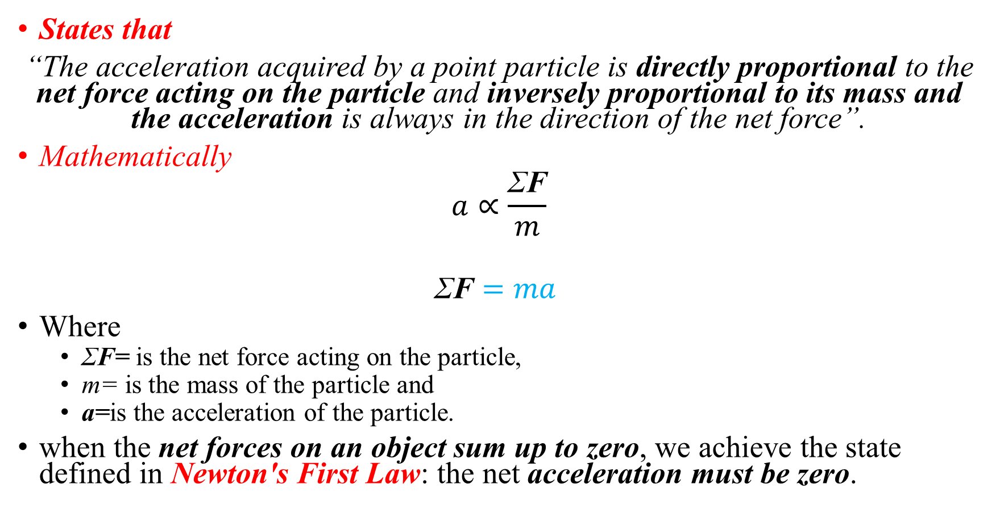 • States that
“The acceleration acquired by a point particle is directly proportional to the
net force acting on the particle and inversely proportional to its mass and
the acceleration is always in the direction of the net force”.
• Mathematically
a ∝ ΣF/m
ΣF = ma
• Where
• ΣF= is the net force acting on the particle,
• m= is the mass of the particle and
• a=is the acceleration of the particle.
• when the net forces on an object sum up to zero, we achieve the state
defined in Newton's First Law: the net acceleration must be zero.